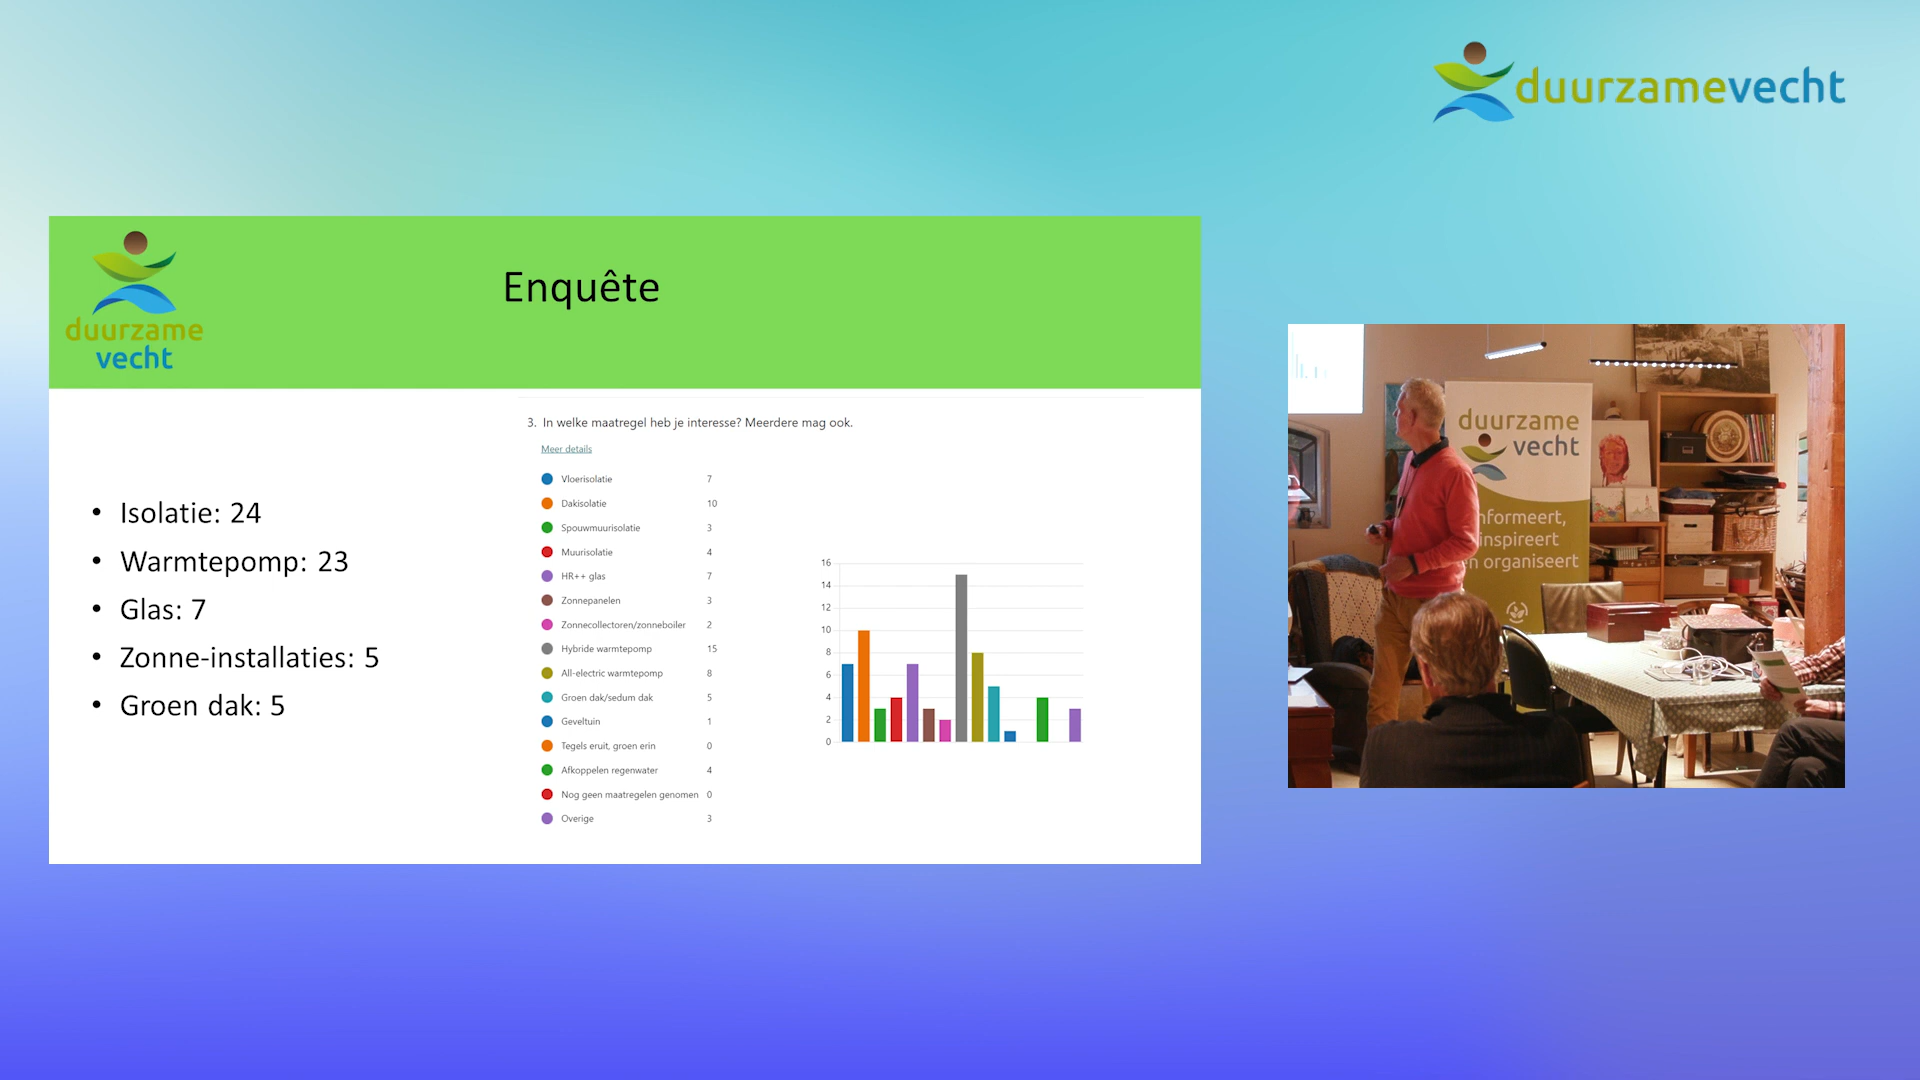 duurzamevecht
duurzame
vecht
Enquête
• Isolatie: 24
• Warmtepomp: 23
• Glas: 7
• Zonne-installaties: 5
• Groen dak: 5
3. In welke maatregel heb je interesse? Meerdere mag ook.
Meer details
Vloerisolatie 7
Dakisolatie 10
Spouwmuurisolatie 3
Muurisolatie 4
HR++ glas 7
Zonnepanelen 3
Zonnecollectoren/zonneboiler 2
Hybride warmtepomp 15
All-electric warmtepomp 8
Groen dak/sedum dak 5
Geveltuin 1
Tegels eruit, groen erin 0
Afkoppelen regenwater 4
Nog geen maatregelen genomen 0
Overige 3
16
14
12
10
8
6
4
2
0
duurzame
vecht
nformeert,
inspireert
n organiseert